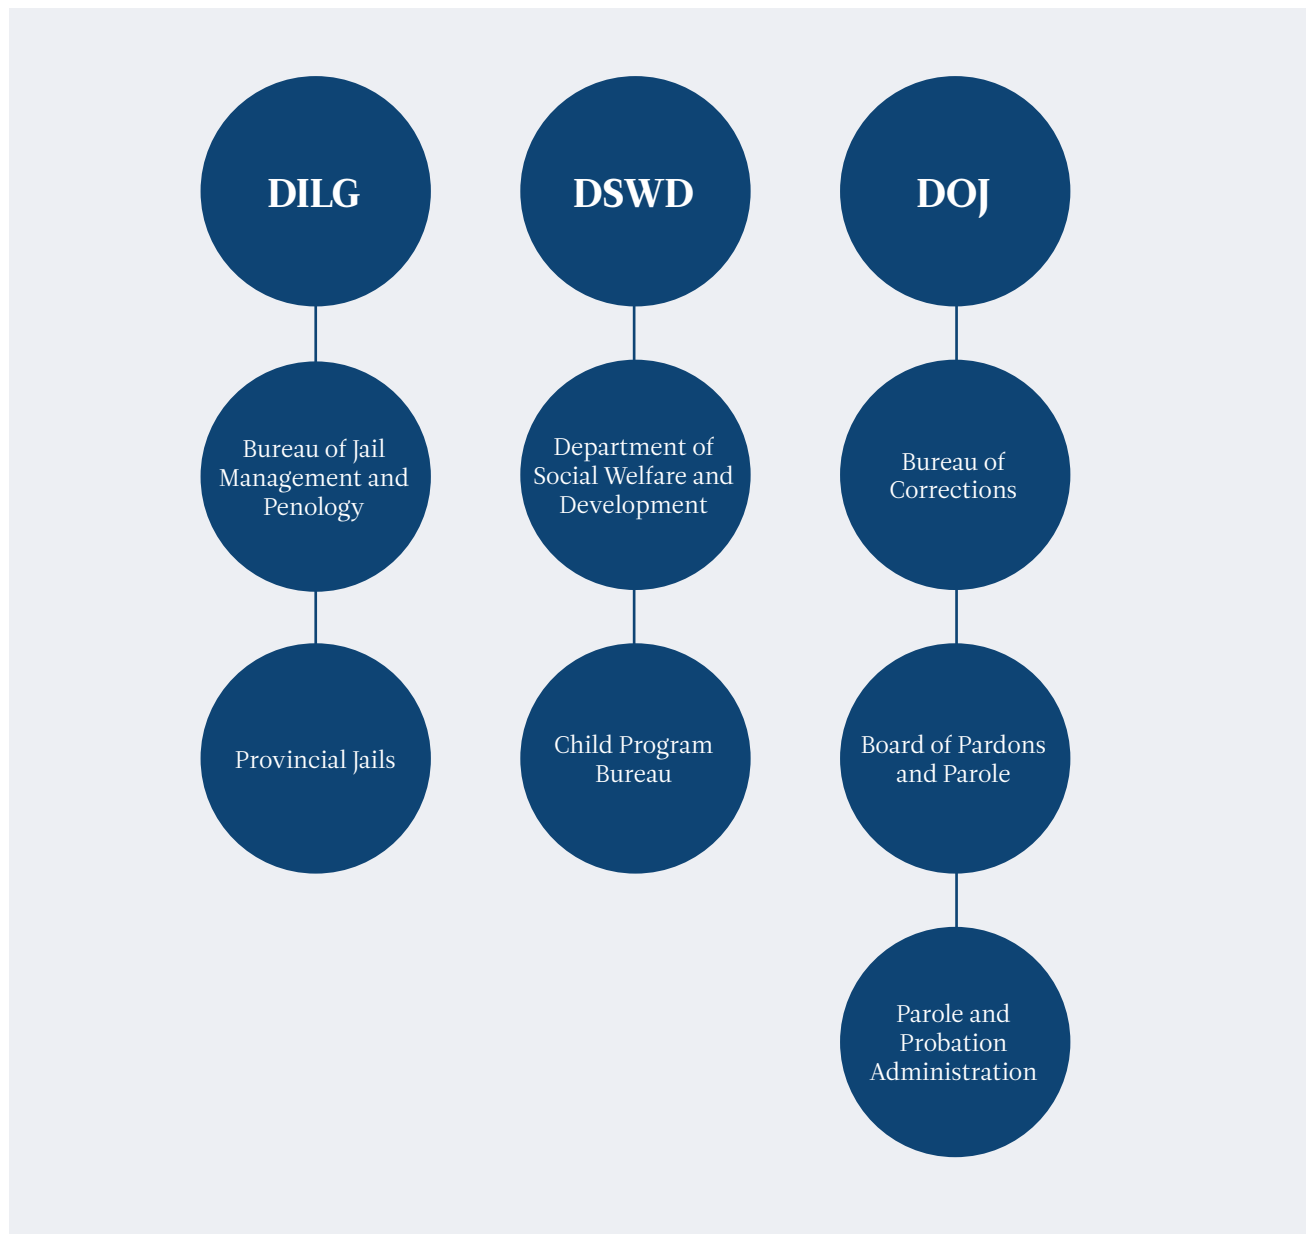 DILG
DSWD
DOJ
Bureau of Jail
Management and
Penology
Department of
Social Welfare and
Development
Bureau of
Corrections
Provincial Jails
Child Program
Bureau
Board of Pardons
and Parole
Parole and
Probation
Administration